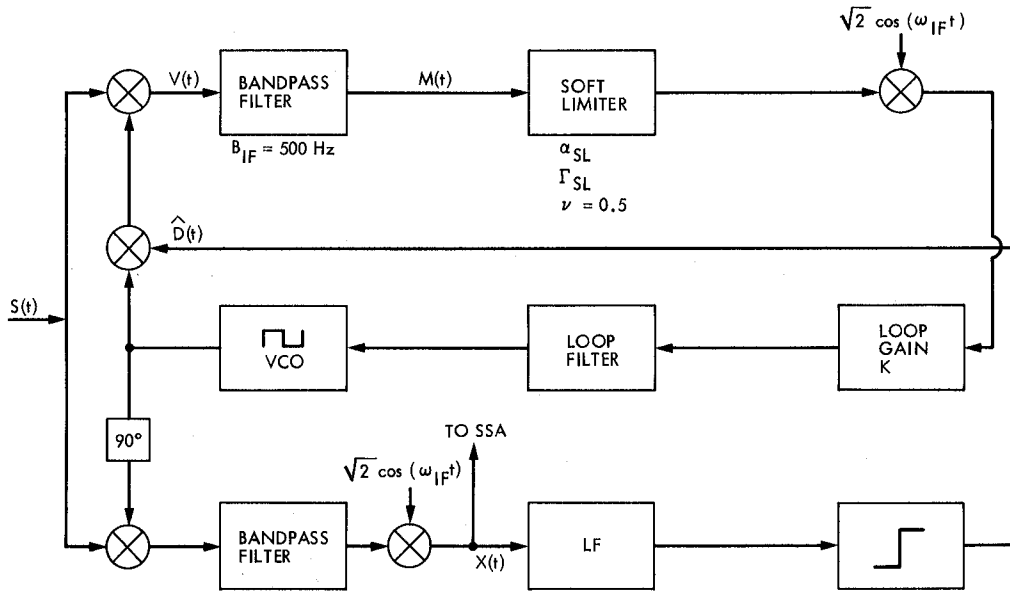 √2 cos (ω_IF t)
V(t)
BANDPASS
FILTER
M(t)
SOFT
LIMITER
B_IF = 500 Hz
α_SL
Γ_SL
ν = 0.5
D̂(t)
S(t)
VCO
LOOP
FILTER
LOOP
GAIN
K
90°
TO SSA
√2 cos (ω_IF t)
BANDPASS
FILTER
X(t)
LF